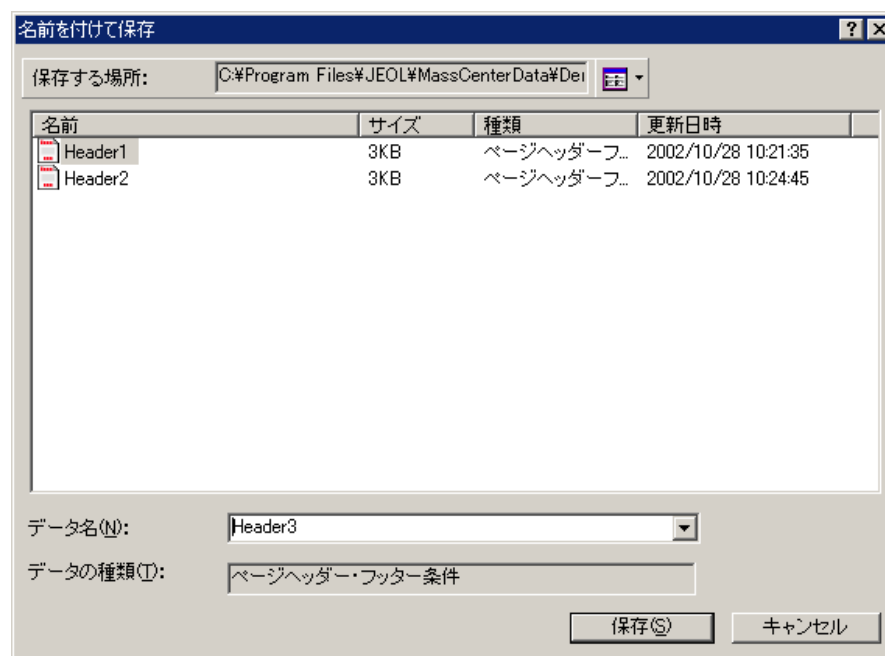 名前を付けて保存
保存する場所: C:¥Program Files¥JEOL¥MassCenterData¥De
名前 サイズ 種類 更新日時
Header1 3KB ページヘッダーフ... 2002/10/28 10:21:35
Header2 3KB ページヘッダーフ... 2002/10/28 10:24:45
データ名(N): Header3
データの種類(T): ページヘッダー・フッター条件
保存(S) キャンセル